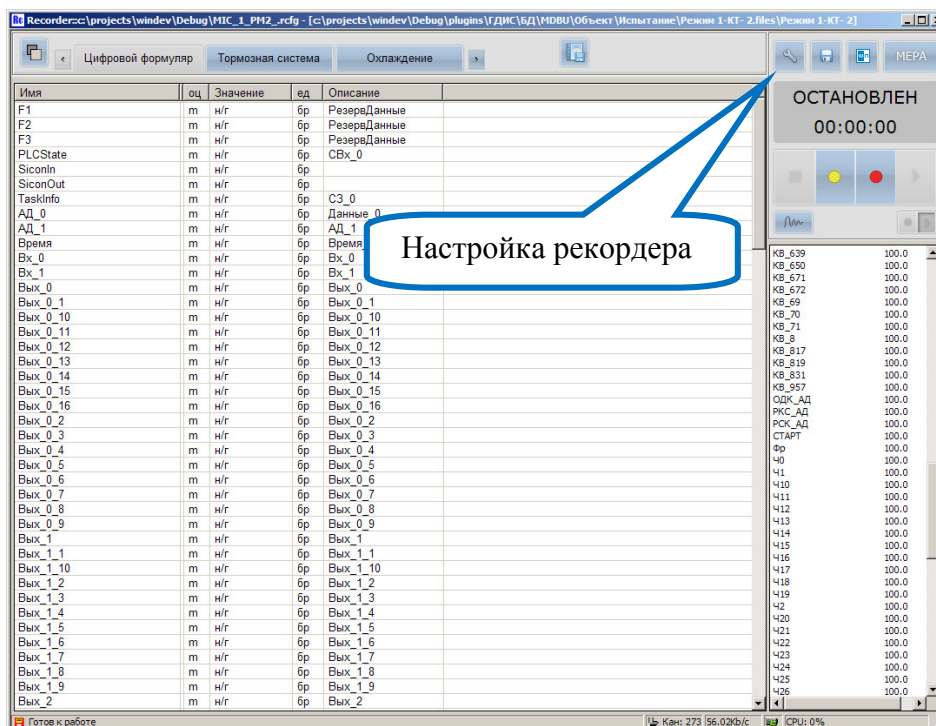 Recorder:c:\projects\windev\Debug\MIC_1_PM2_.rcfg - [c:\projects\windev\Debug\plugins\ГДИС\БД\MDBU\Объект\Испытание\Режим 1-КТ- 2.files\Режим 1-КТ- 2]
Цифровой формуляр Тормозная система Охлаждение
МЕРА
ОСТАНОВЛЕН
00:00:00
Настройка рекордера
Имя оц Значение ед Описание
F1 m н/г бр РезервДанные
F2 m н/г бр РезервДанные
F3 m н/г бр РезервДанные
PLCState m н/г бр СВх_0
SiconIn m н/г бр
SiconOut m н/г бр
TaskInfo m н/г бр СЗ_0
АД_0 m н/г бр Данные_0
АД_1 m н/г бр АД_1
Время m н/г бр Время
Вх_0 m н/г бр Вх_0
Вх_1 m н/г бр Вх_1
Вых_0 m н/г бр Вых_0
Вых_0_1 m н/г бр Вых_0_1
Вых_0_10 m н/г бр Вых_0_10
Вых_0_11 m н/г бр Вых_0_11
Вых_0_12 m н/г бр Вых_0_12
Вых_0_13 m н/г бр Вых_0_13
Вых_0_14 m н/г бр Вых_0_14
Вых_0_15 m н/г бр Вых_0_15
Вых_0_16 m н/г бр Вых_0_16
Вых_0_2 m н/г бр Вых_0_2
Вых_0_3 m н/г бр Вых_0_3
Вых_0_4 m н/г бр Вых_0_4
Вых_0_5 m н/г бр Вых_0_5
Вых_0_6 m н/г бр Вых_0_6
Вых_0_7 m н/г бр Вых_0_7
Вых_0_8 m н/г бр Вых_0_8
Вых_0_9 m н/г бр Вых_0_9
Вых_1 m н/г бр Вых_1
Вых_1_1 m н/г бр Вых_1_1
Вых_1_10 m н/г бр Вых_1_10
Вых_1_2 m н/г бр Вых_1_2
Вых_1_3 m н/г бр Вых_1_3
Вых_1_4 m н/г бр Вых_1_4
Вых_1_5 m н/г бр Вых_1_5
Вых_1_6 m н/г бр Вых_1_6
Вых_1_7 m н/г бр Вых_1_7
Вых_1_8 m н/г бр Вых_1_8
Вых_1_9 m н/г бр Вых_1_9
Вых_2 m н/г бр Вых_2
КВ_639 100.0
КВ_650 100.0
КВ_671 100.0
КВ_672 100.0
КВ_69 100.0
КВ_70 100.0
КВ_71 100.0
КВ_8 100.0
КВ_817 100.0
КВ_819 100.0
КВ_831 100.0
КВ_957 100.0
ОДК_АД 100.0
РКС_АД 100.0
РСК_АД 100.0
СТАРТ 100.0
Фр 100.0
Ч0 100.0
Ч1 100.0
Ч10 100.0
Ч11 100.0
Ч12 100.0
Ч13 100.0
Ч14 100.0
Ч15 100.0
Ч16 100.0
Ч17 100.0
Ч18 100.0
Ч19 100.0
Ч2 100.0
Ч20 100.0
Ч21 100.0
Ч22 100.0
Ч23 100.0
Ч24 100.0
Ч25 100.0
Ч26 100.0
Готов к работе Кан: 273 56.02Kb/c CPU: 0%